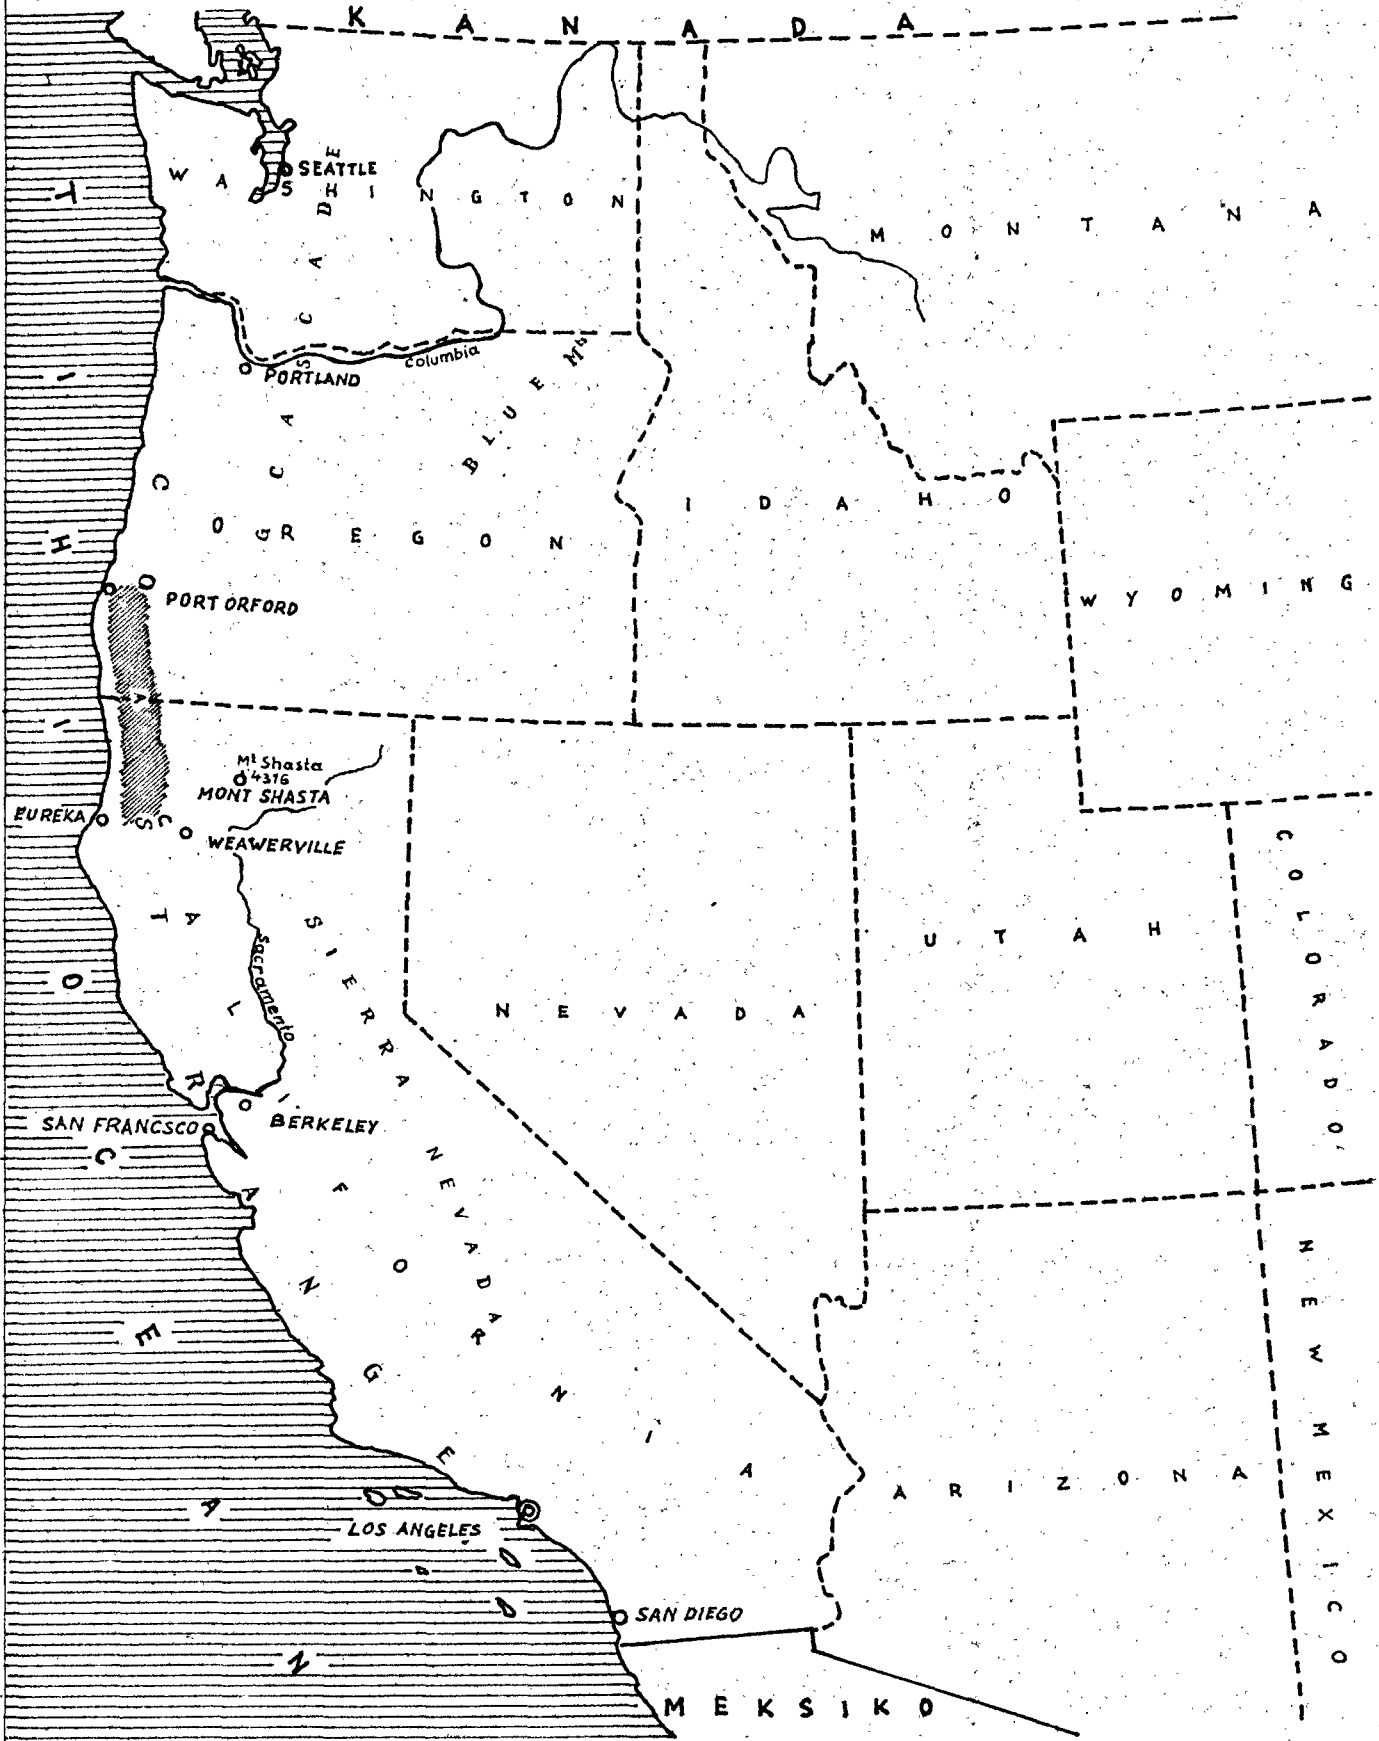 KANADA
WASHINGTON
SEATTLE
CASCADE
MONTANA
Columbia
PORTLAND
BLUE Mts
OREGON
IDAHO
WYOMING
PORT ORFORD
COAST RANGE
Mt Shasta
4316
MONT SHASTA
EUREKA
WEAWERVILLE
Sacramento
SIERRA NEVADA
NEVADA
UTAH
COLORADO
CALIFORNIA
SAN FRANCSCO
BERKELEY
NEW MEXICO
ARIZONA
LOS ANGELES
SAN DIEGO
MEKSIKO
TIHI OCEAN